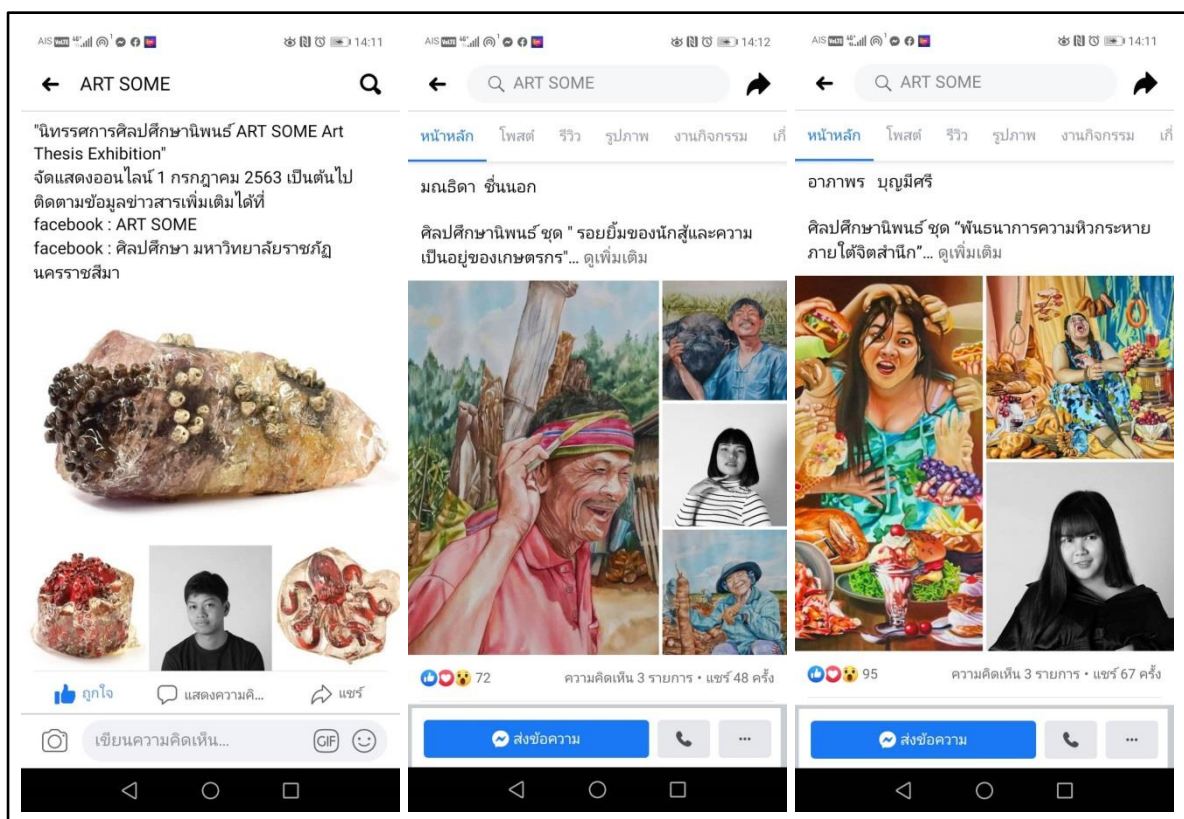 AIS VoLTE 14:11
ART SOME
"นิทรรศการศิลปศึกษานิพนธ์ ART SOME Art
Thesis Exhibition"
จัดแสดงออนไลน์ 1 กรกฎาคม 2563 เป็นต้นไป
ติดตามข้อมูลข่าวสารเพิ่มเติมได้ที่
facebook : ART SOME
facebook : ศิลปศึกษา มหาวิทยาลัยราชภัฏ
นครราชสีมา
ถูกใจ แสดงความคิ... แชร์
เขียนความคิดเห็น... GIF
AIS VoLTE 14:12
ART SOME
หน้าหลัก โพสต์ รีวิว รูปภาพ งานกิจกรรม เกี่
มณธิดา ชื่นนอก
ศิลปศึกษานิพนธ์ ชุด " รอยยิ้มของนักสู้และความ
เป็นอยู่ของเกษตรกร"... ดูเพิ่มเติม
72 ความคิดเห็น 3 รายการ • แชร์ 48 ครั้ง
ส่งข้อความ
AIS VoLTE 14:11
ART SOME
หน้าหลัก โพสต์ รีวิว รูปภาพ งานกิจกรรม เกี่
อาภาพร บุญมีศรี
ศิลปศึกษานิพนธ์ ชุด “พันธนาการความหิวกระหาย
ภายใต้จิตสำนึก”... ดูเพิ่มเติม
95 ความคิดเห็น 3 รายการ • แชร์ 67 ครั้ง
ส่งข้อความ